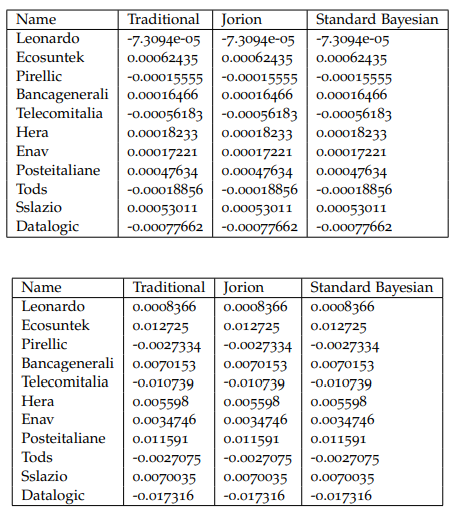 Name Traditional Jorion Standard Bayesian
Leonardo -7.3094e-05 -7.3094e-05 -7.3094e-05
Ecosuntek 0.00062435 0.00062435 0.00062435
Pirellic -0.00015555 -0.00015555 -0.00015555
Bancagenerali 0.00016466 0.00016466 0.00016466
Telecomitalia -0.00056183 -0.00056183 -0.00056183
Hera 0.00018233 0.00018233 0.00018233
Enav 0.00017221 0.00017221 0.00017221
Posteitaliane 0.00047634 0.00047634 0.00047634
Tods -0.00018856 -0.00018856 -0.00018856
Sslazio 0.00053011 0.00053011 0.00053011
Datalogic -0.00077662 -0.00077662 -0.00077662
Name Traditional Jorion Standard Bayesian
Leonardo 0.0008366 0.0008366 0.0008366
Ecosuntek 0.012725 0.012725 0.012725
Pirellic -0.0027334 -0.0027334 -0.0027334
Bancagenerali 0.0070153 0.0070153 0.0070153
Telecomitalia -0.010739 -0.010739 -0.010739
Hera 0.005598 0.005598 0.005598
Enav 0.0034746 0.0034746 0.0034746
Posteitaliane 0.011591 0.011591 0.011591
Tods -0.0027075 -0.0027075 -0.0027075
Sslazio 0.0070035 0.0070035 0.0070035
Datalogic -0.017316 -0.017316 -0.017316